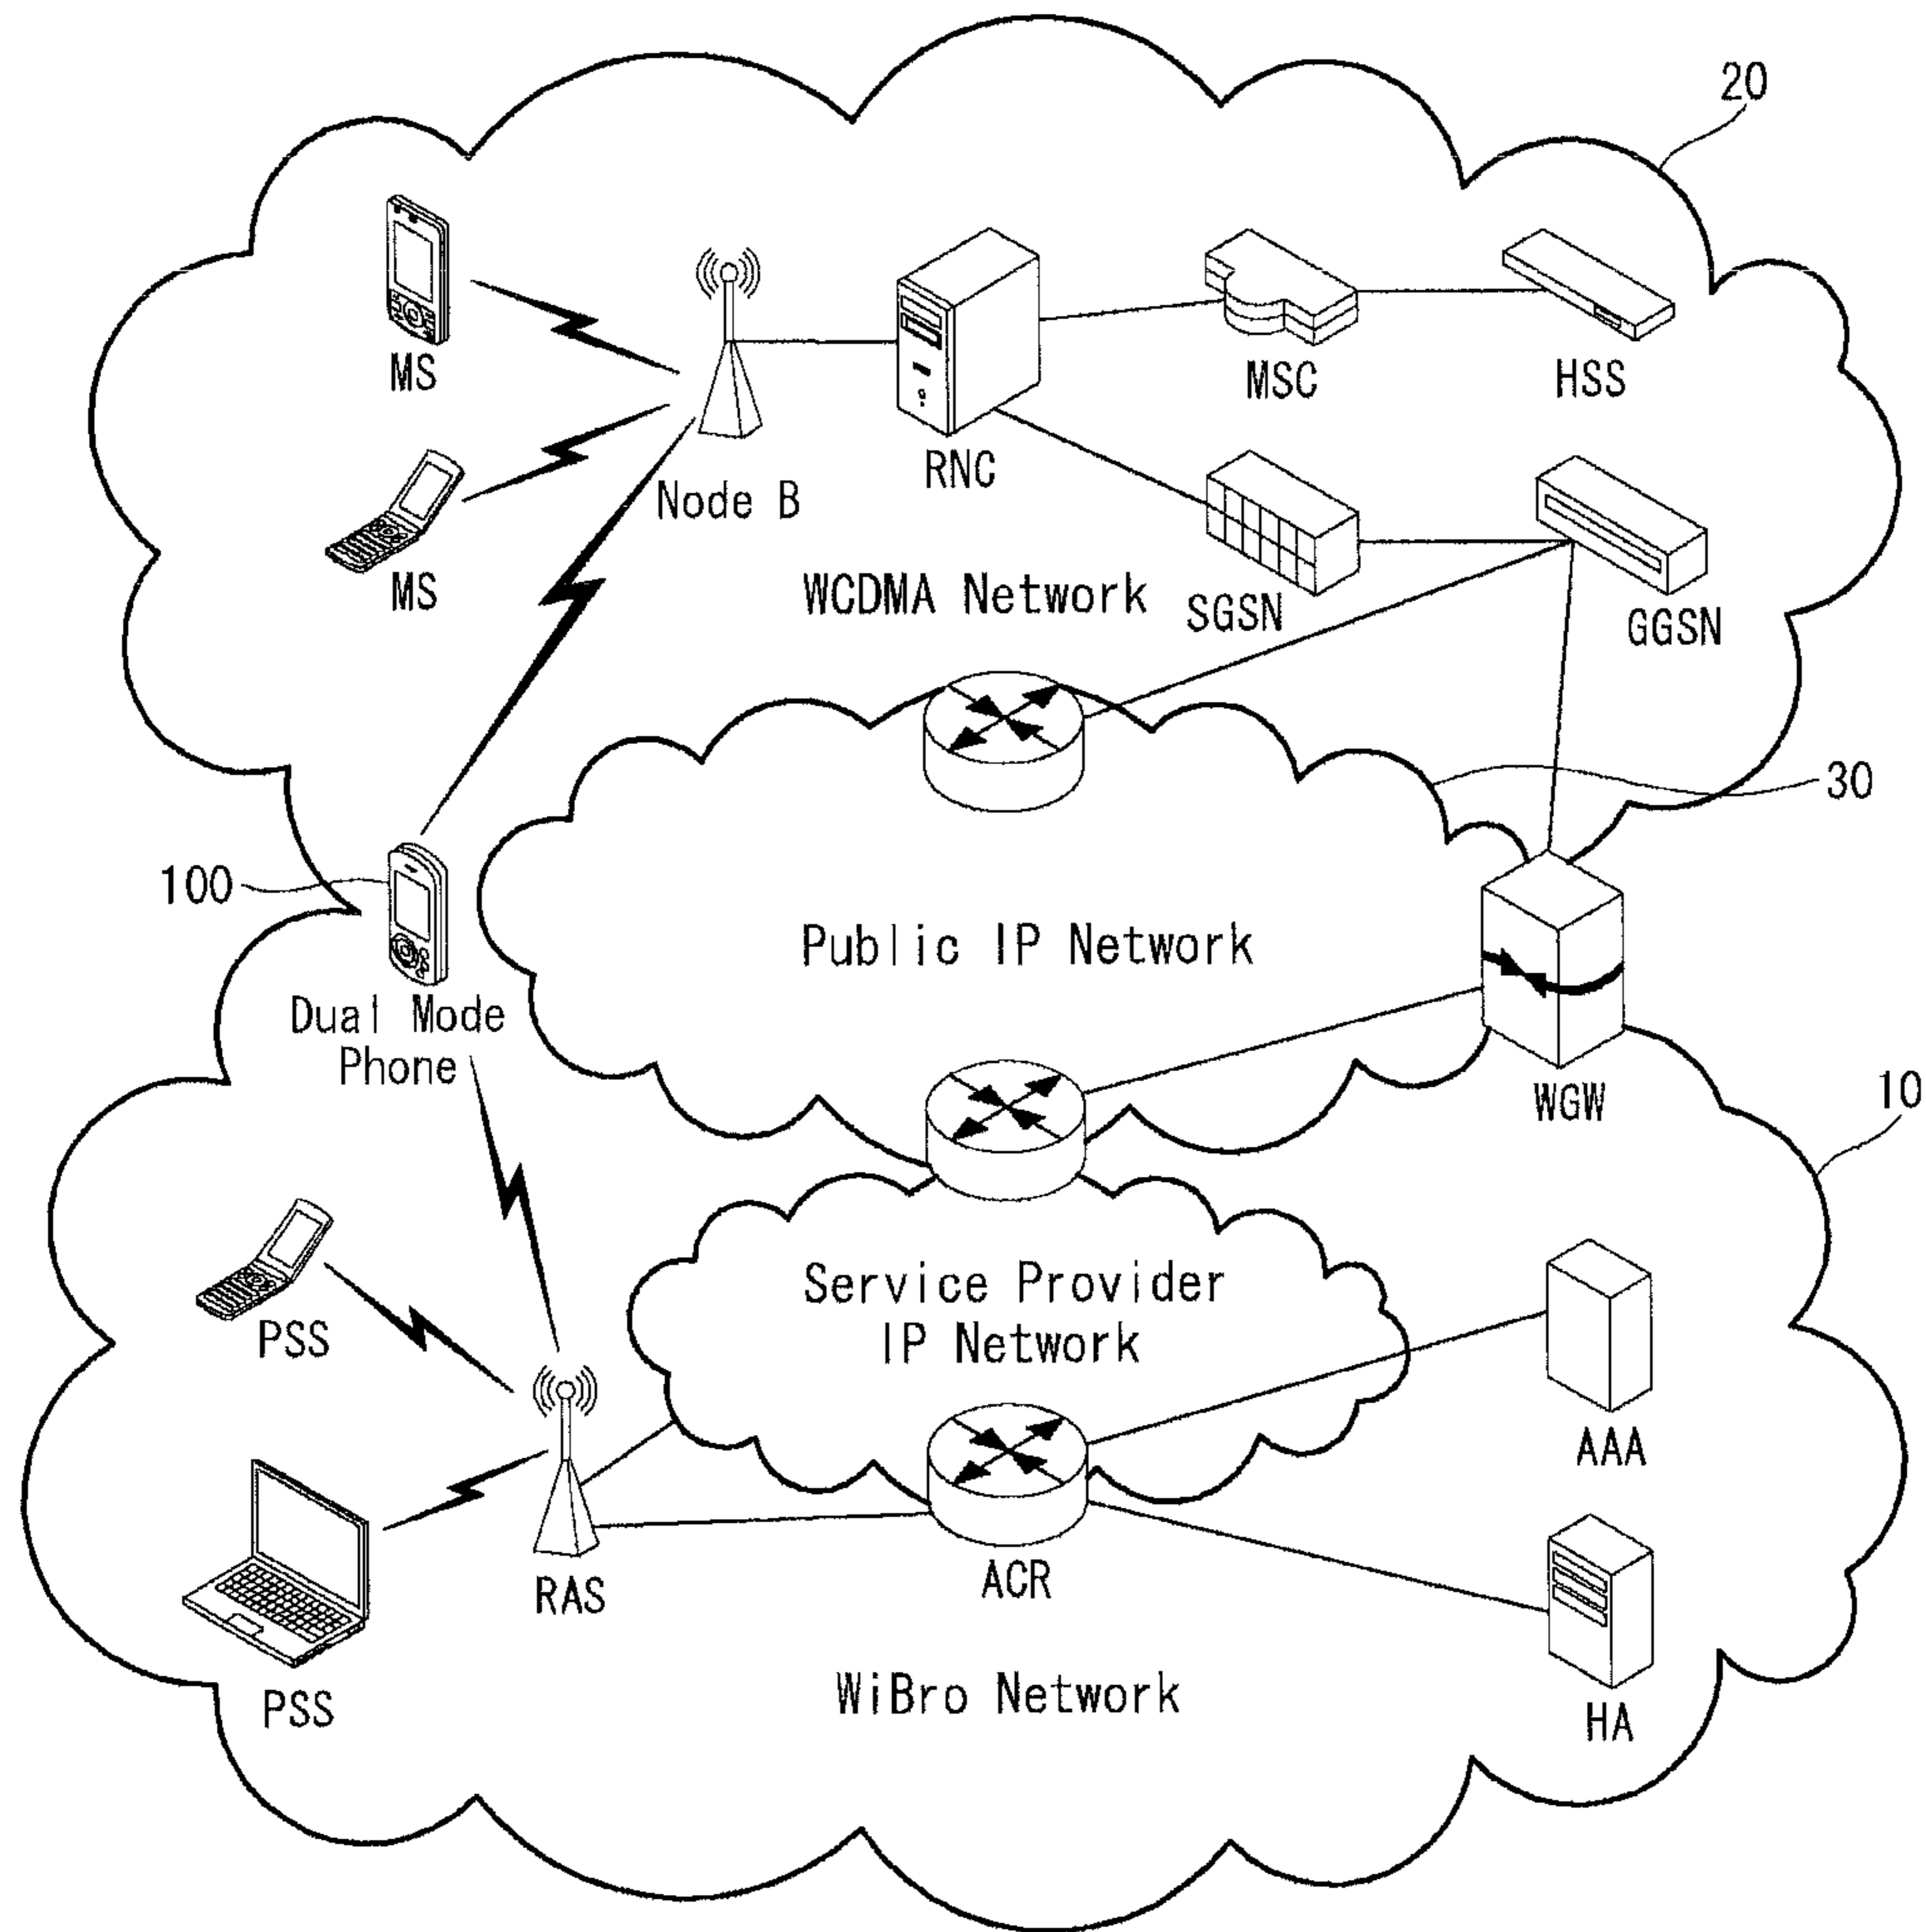 20
MS
MSC
HSS
RNC
Node B
MS
WCDMA Network
SGSN
GGSN
30
100
Public IP Network
Dual Mode
Phone
WGW
10
Service Provider
IP Network
PSS
AAA
RAS
ACR
PSS
WiBro Network
HA